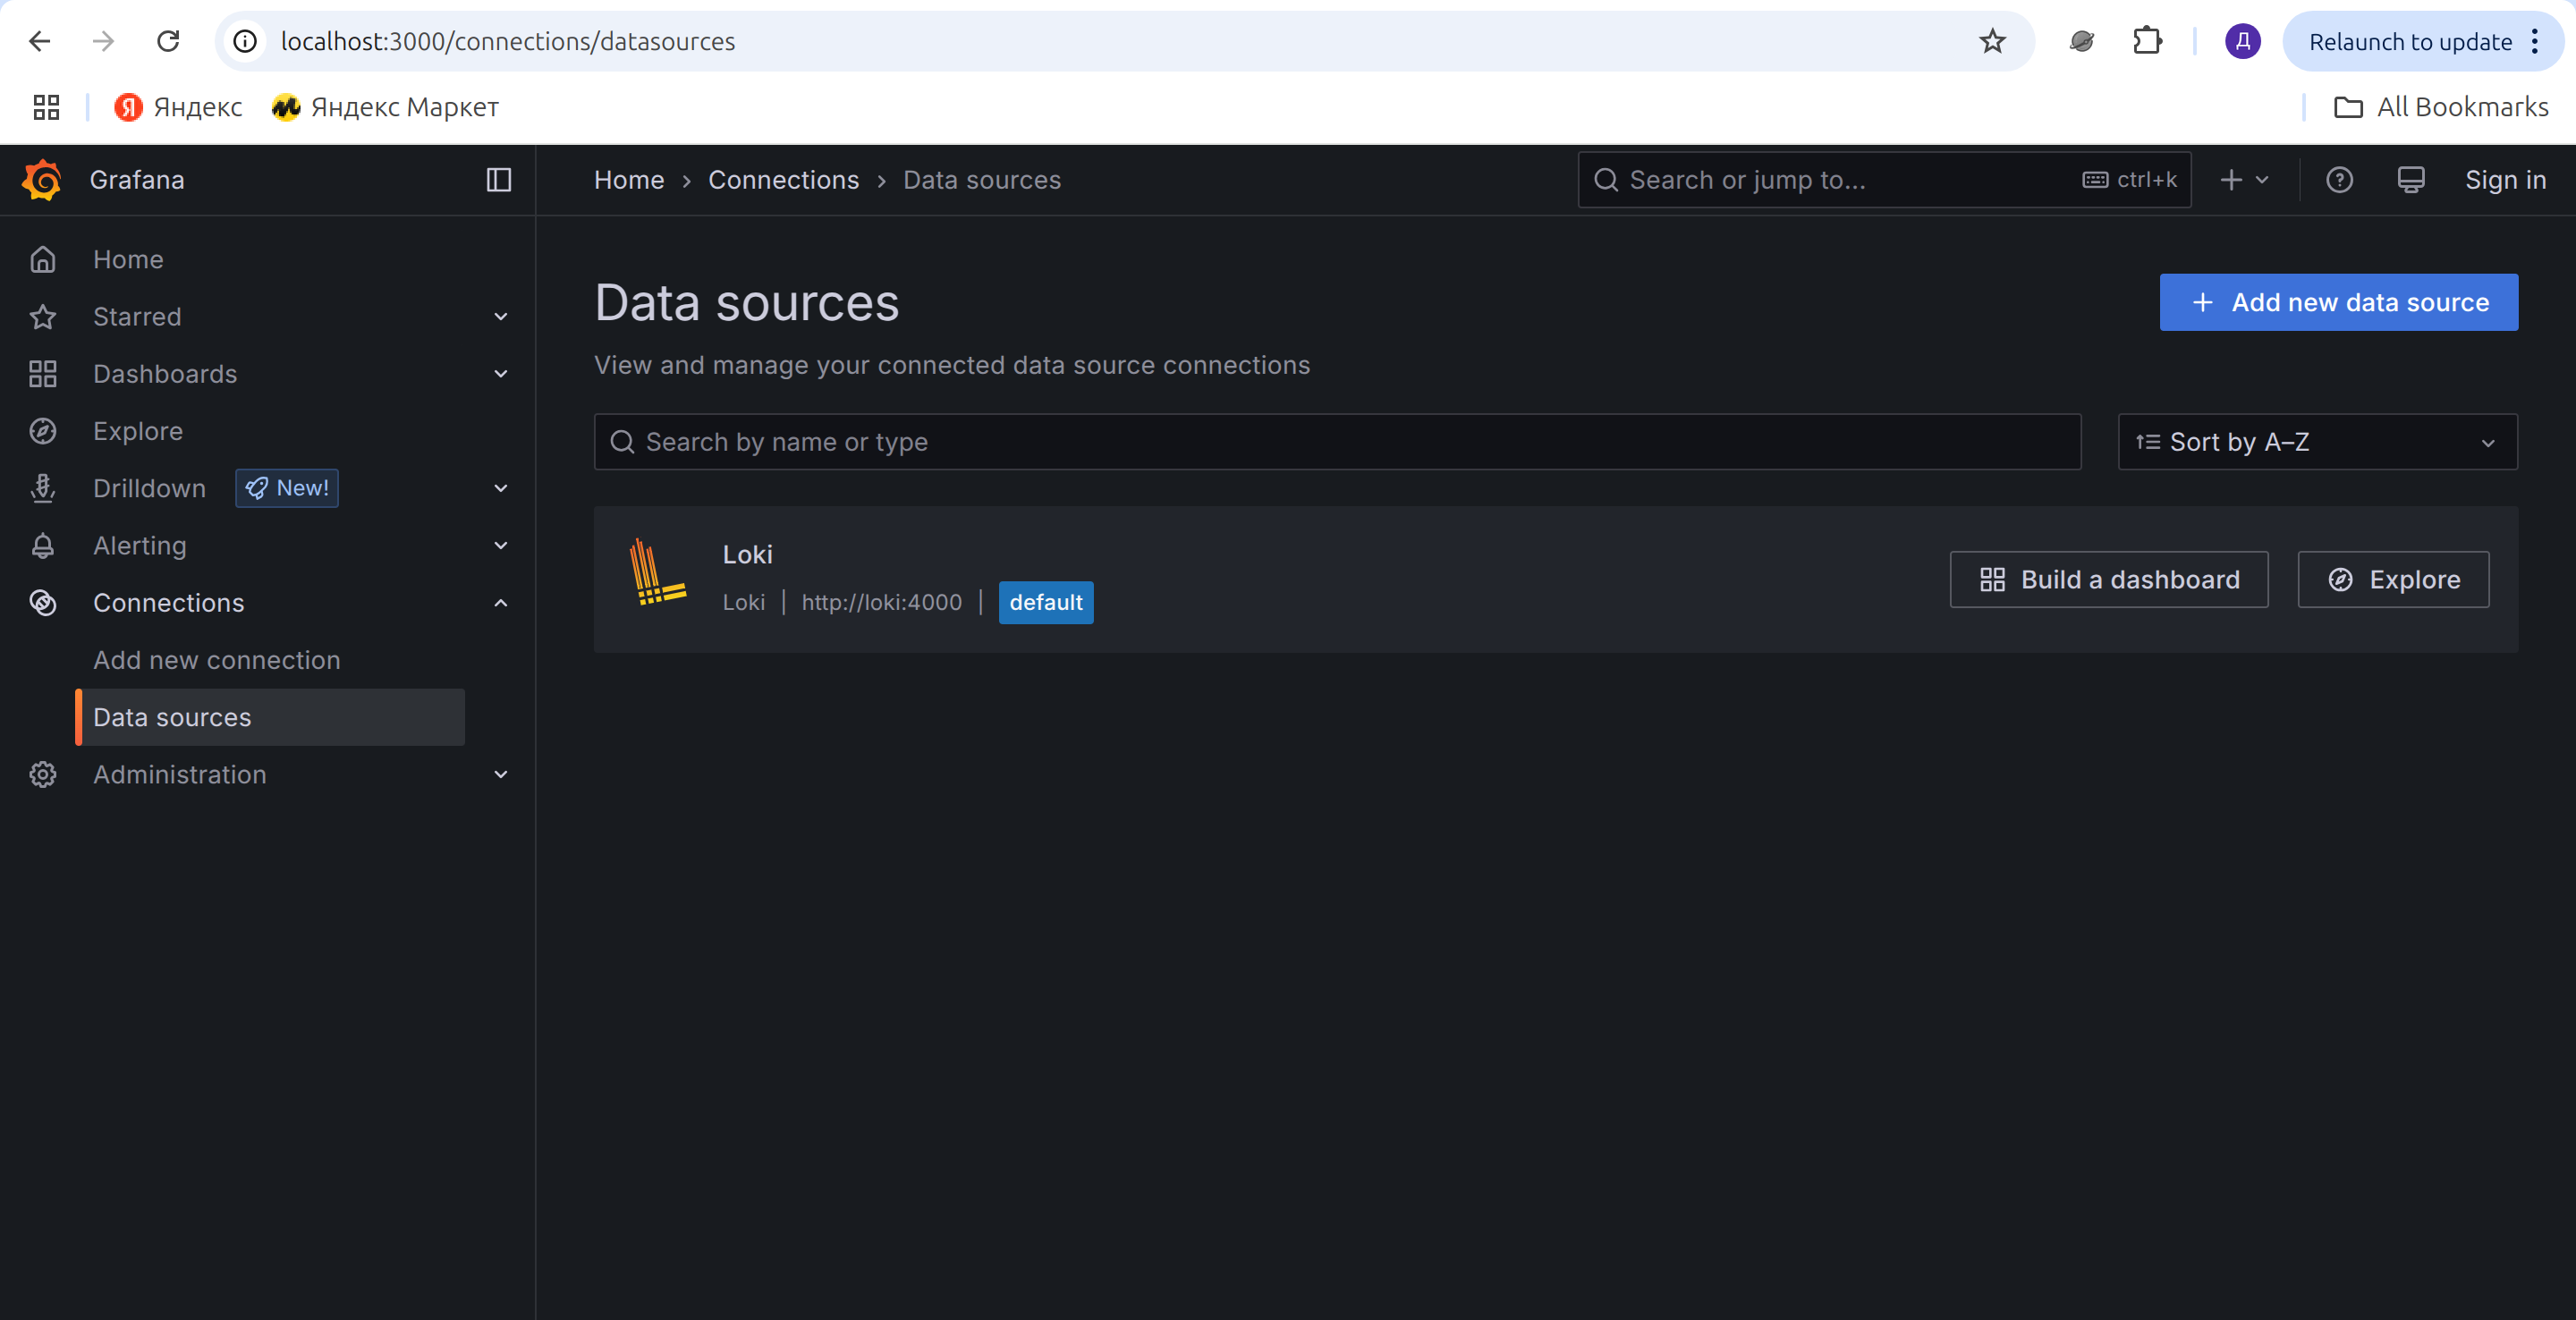 localhost:3000/connections/datasources
Д
Relaunch to update
Яндекс
Яндекс Маркет
All Bookmarks
Grafana
Home
Connections
Data sources
Search or jump to...
ctrl+k
Sign in
Home
Starred
Dashboards
Explore
Drilldown
New!
Alerting
Connections
Add new connection
Data sources
Administration
Data sources
Add new data source
View and manage your connected data source connections
Search by name or type
Sort by A–Z
Loki
Loki | http://loki:4000 | default
Build a dashboard
Explore